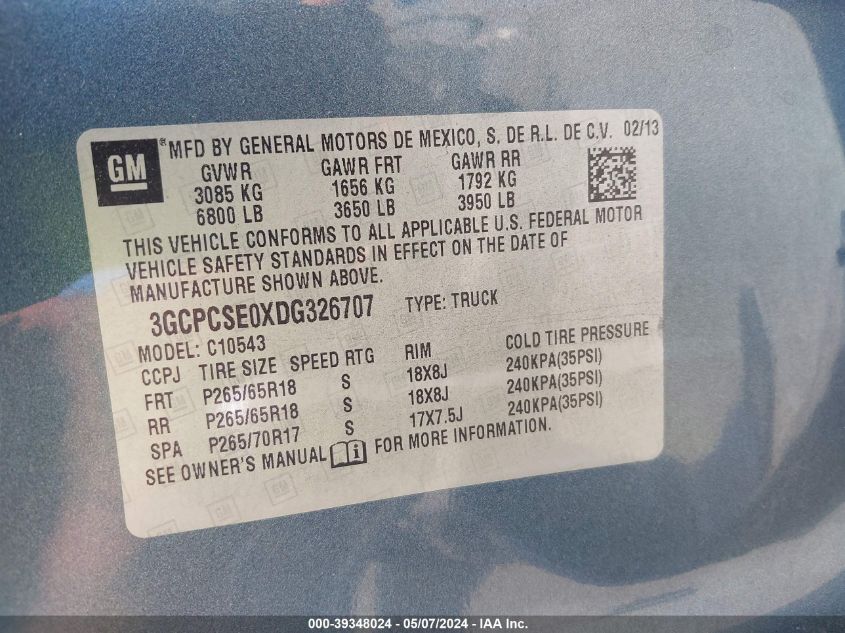 GM ® MFD BY GENERAL MOTORS DE MEXICO, S. DE R.L. DE C.V. 02/13
GVWR GAWR FRT GAWR RR
3085 KG 1656 KG 1792 KG
6800 LB 3650 LB 3950 LB
THIS VEHICLE CONFORMS TO ALL APPLICABLE U.S. FEDERAL MOTOR
VEHICLE SAFETY STANDARDS IN EFFECT ON THE DATE OF
MANUFACTURE SHOWN ABOVE.
3GCPCSE0XDG326707 TYPE: TRUCK
MODEL: C10543
CCPJ TIRE SIZE SPEED RTG RIM COLD TIRE PRESSURE
FRT P265/65R18 S 18X8J 240KPA(35PSI)
RR P265/65R18 S 18X8J 240KPA(35PSI)
SPA P265/70R17 S 17X7.5J 240KPA(35PSI)
SEE OWNER'S MANUAL i FOR MORE INFORMATION.
000-39348024 - 05/07/2024 - IAA Inc.